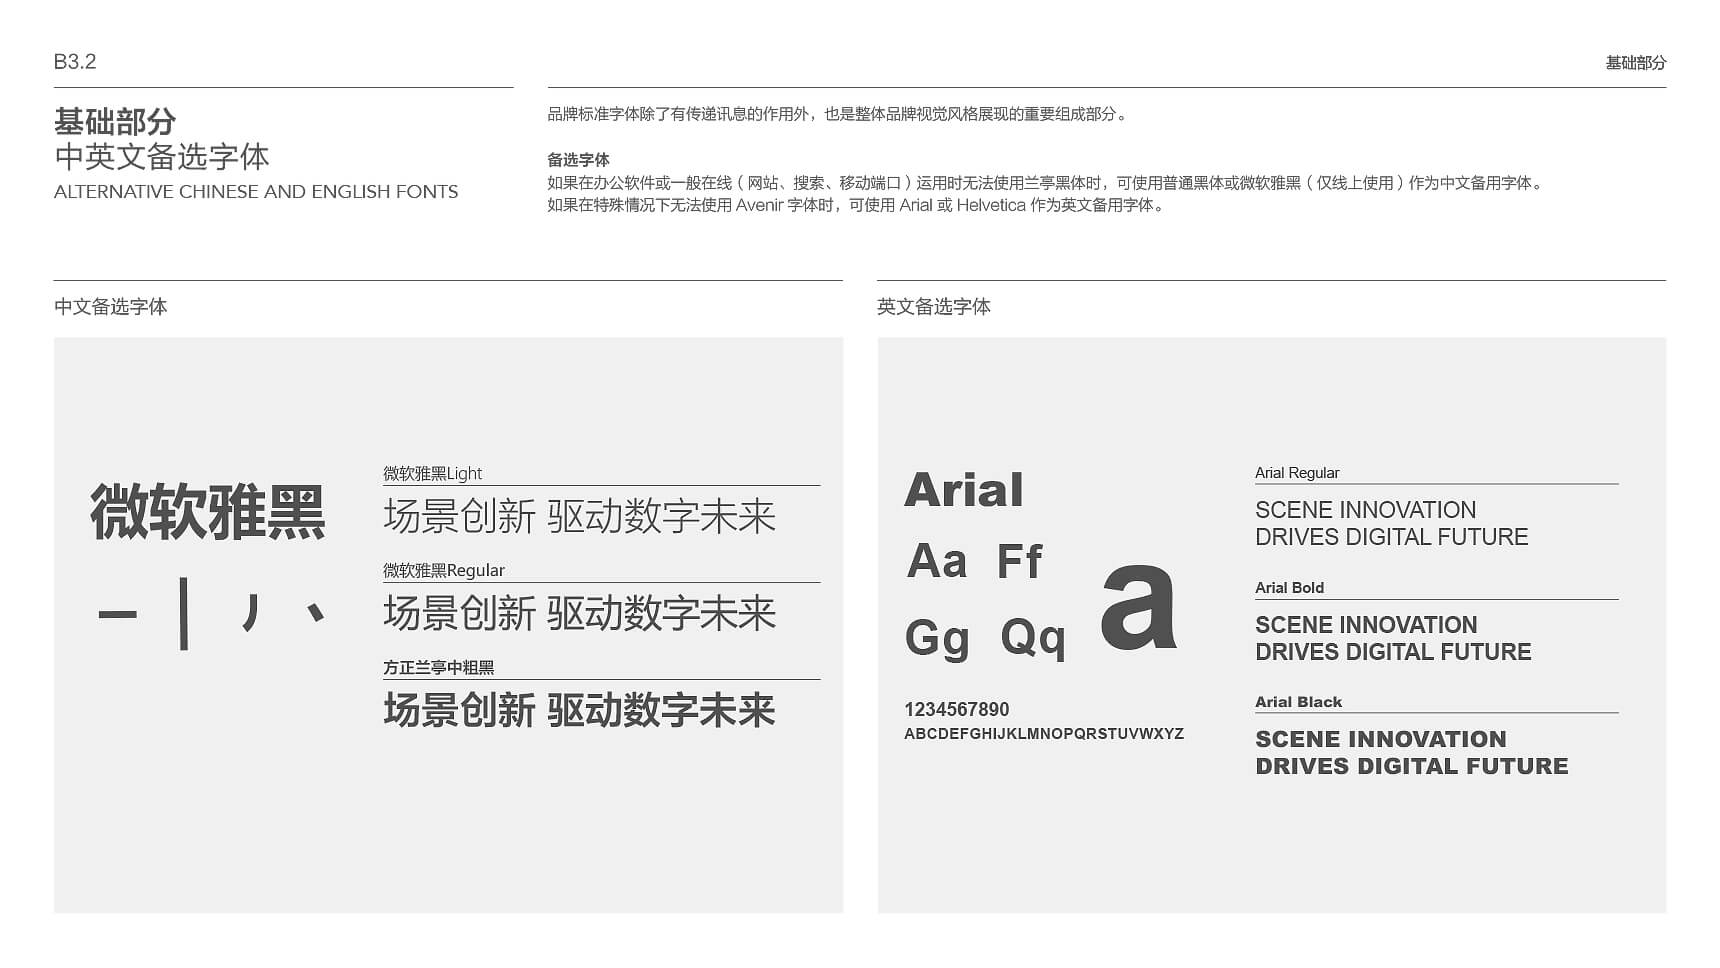 B3.2
基础部分
基础部分
中英文备选字体
ALTERNATIVE CHINESE AND ENGLISH FONTS
品牌标准字体除了有传递讯息的作用外，也是整体品牌视觉风格展现的重要组成部分。
备选字体
如果在办公软件或一般在线（网站、搜索、移动端口）运用时无法使用兰亭黑体时，可使用普通黑体或微软雅黑（仅线上使用）作为中文备用字体。
如果在特殊情况下无法使用 Avenir 字体时，可使用 Arial 或 Helvetica 作为英文备用字体。
中文备选字体
微软雅黑
微软雅黑Light
场景创新 驱动数字未来
微软雅黑Regular
场景创新 驱动数字未来
方正兰亭中粗黑
场景创新 驱动数字未来
英文备选字体
Arial
Aa Ff
Gg Qq
a
1234567890
ABCDEFGHIJKLMNOPQRSTUVWXYZ
Arial Regular
SCENE INNOVATION
DRIVES DIGITAL FUTURE
Arial Bold
SCENE INNOVATION
DRIVES DIGITAL FUTURE
Arial Black
SCENE INNOVATION
DRIVES DIGITAL FUTURE